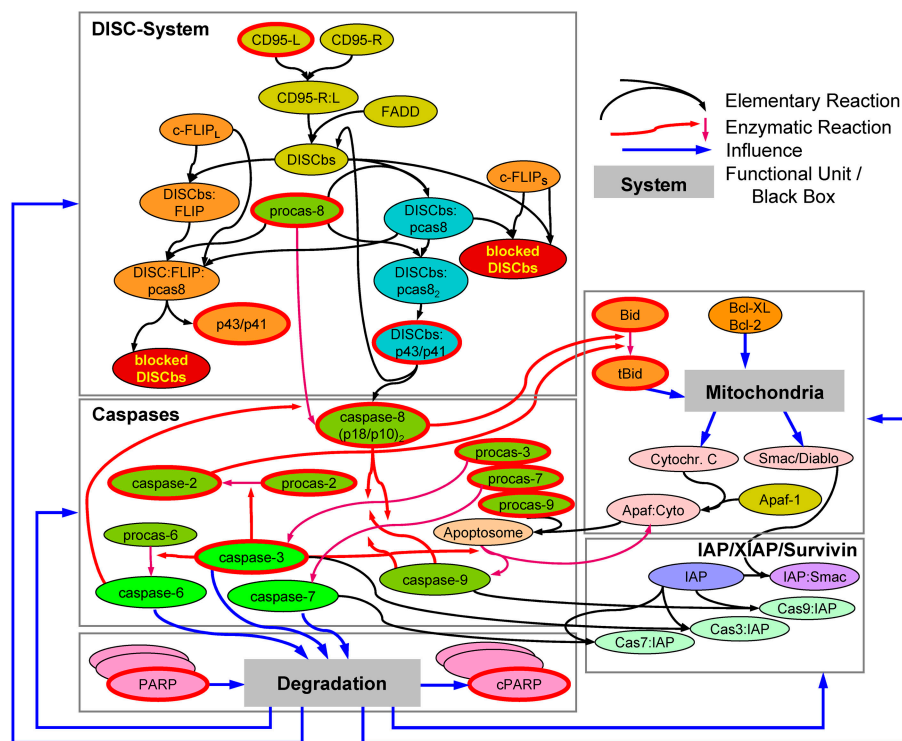 DISC-System
CD95-L
CD95-R
CD95-R:L
FADD
c-FLIPL
DISCbs
c-FLIPS
DISCbs:
FLIP
procas-8
DISCbs:
pcas8
blocked
DISCbs
DISC:FLIP:
pcas8
DISCbs:
pcas82
p43/p41
DISCbs:
p43/p41
blocked
DISCbs
Elementary Reaction
Enzymatic Reaction
Influence
System
Functional Unit /
Black Box
Bid
Bcl-XL
Bcl-2
tBid
Mitochondria
Cytochr. C
Smac/Diablo
Apaf:Cyto
Apaf-1
Caspases
caspase-8
(p18/p10)2
procas-3
caspase-2
procas-2
procas-7
procas-9
procas-6
Apoptosome
caspase-3
caspase-9
caspase-6
caspase-7
IAP/XIAP/Survivin
IAP
IAP:Smac
Cas9:IAP
Cas3:IAP
Cas7:IAP
PARP
Degradation
cPARP